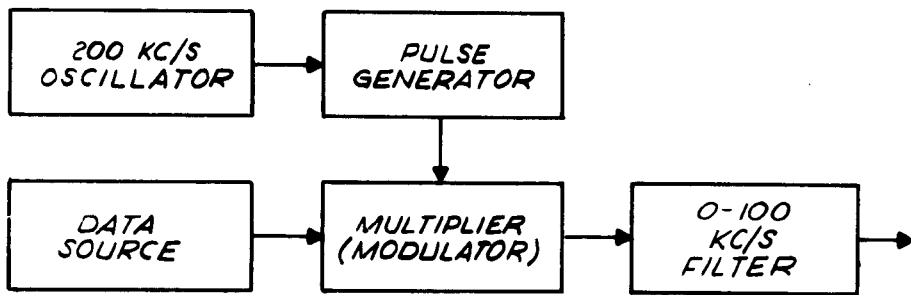 200 KC/S
OSCILLATOR
PULSE
GENERATOR
DATA
SOURCE
MULTIPLIER
(MODULATOR)
0-100
KC/S
FILTER